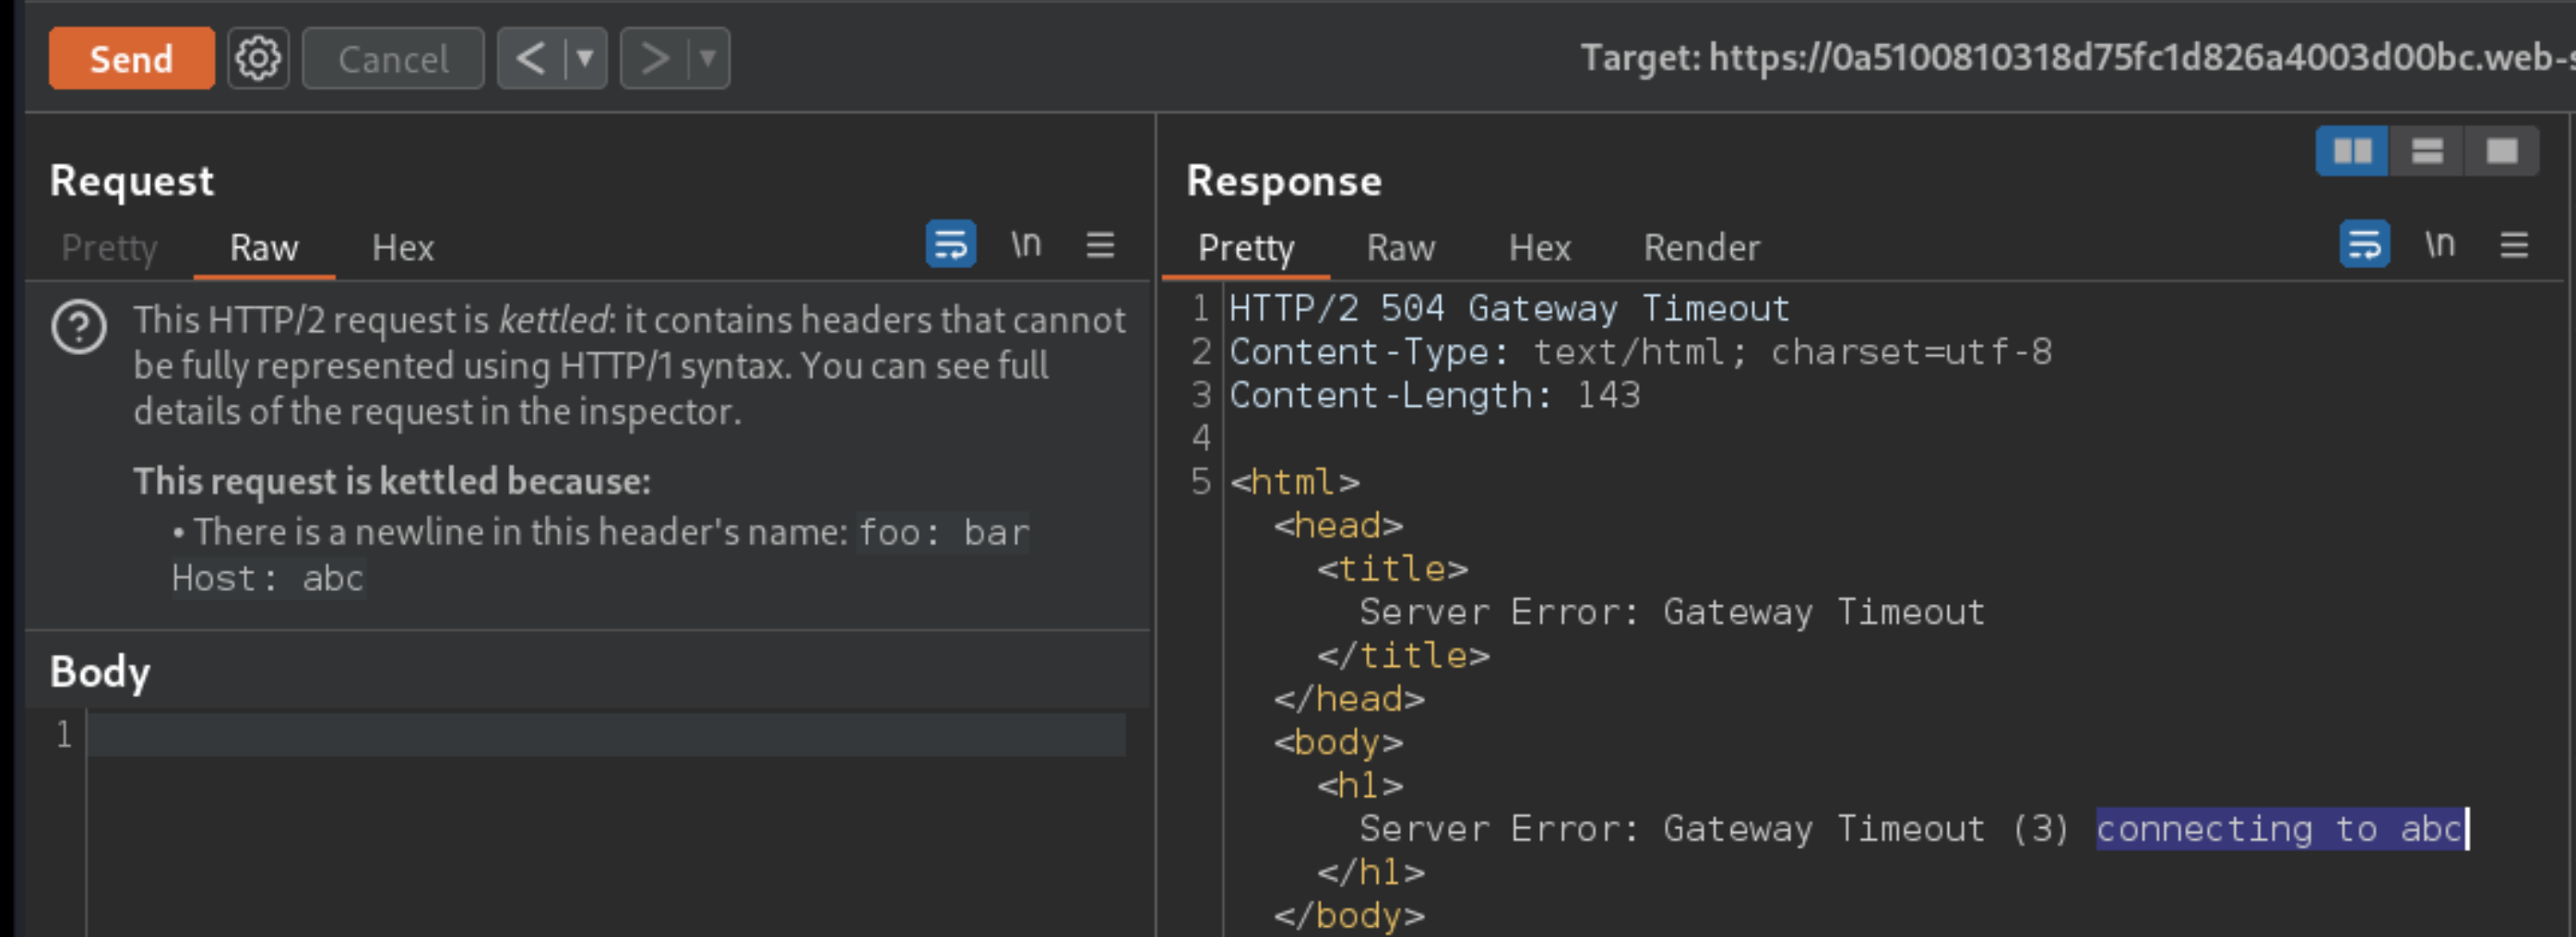 Send Cancel < > Target: https://0a5100810318d75fc1d826a4003d00bc.web-s
Request
Pretty Raw Hex \n
This HTTP/2 request is kettled: it contains headers that cannot
be fully represented using HTTP/1 syntax. You can see full
details of the request in the inspector.
This request is kettled because:
• There is a newline in this header's name: foo: bar
Host: abc
Body
1
Response
Pretty Raw Hex Render \n
1 HTTP/2 504 Gateway Timeout
2 Content-Type: text/html; charset=utf-8
3 Content-Length: 143
4
5 <html>
<head>
<title>
Server Error: Gateway Timeout
</title>
</head>
<body>
<h1>
Server Error: Gateway Timeout (3) connecting to abc
</h1>
</body>